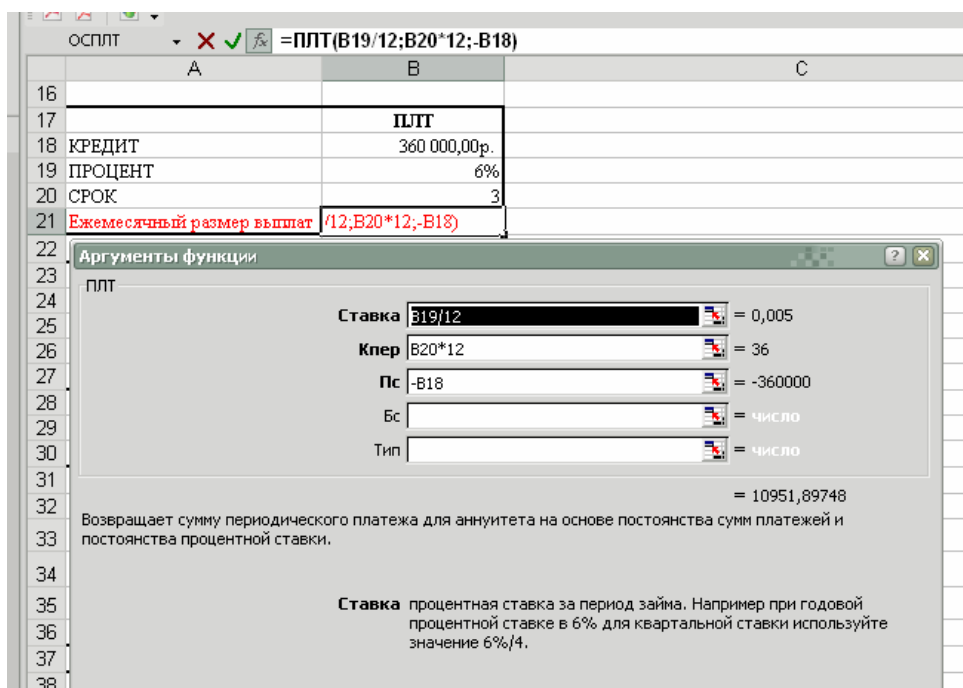 ОСПЛТ =ПЛТ(B19/12;B20*12;-B18)
A B C
16
17 ПЛТ
18 КРЕДИТ 360 000,00р.
19 ПРОЦЕНТ 6%
20 СРОК 3
21 Ежемесячный размер выплат /12;B20*12;-B18)
22
Аргументы функции
23
ПЛТ
24
Ставка B19/12 = 0,005
25
26 Кпер B20*12 = 36
27 Пс -B18 = -360000
28
Бс = число
29
30 Тип = число
31
= 10951,89748
32
Возвращает сумму периодического платежа для аннуитета на основе постоянства сумм платежей и
33 постоянства процентной ставки.
34
35 Ставка процентная ставка за период займа. Например при годовой
процентной ставке в 6% для квартальной ставки используйте
36
значение 6%/4.
37
38